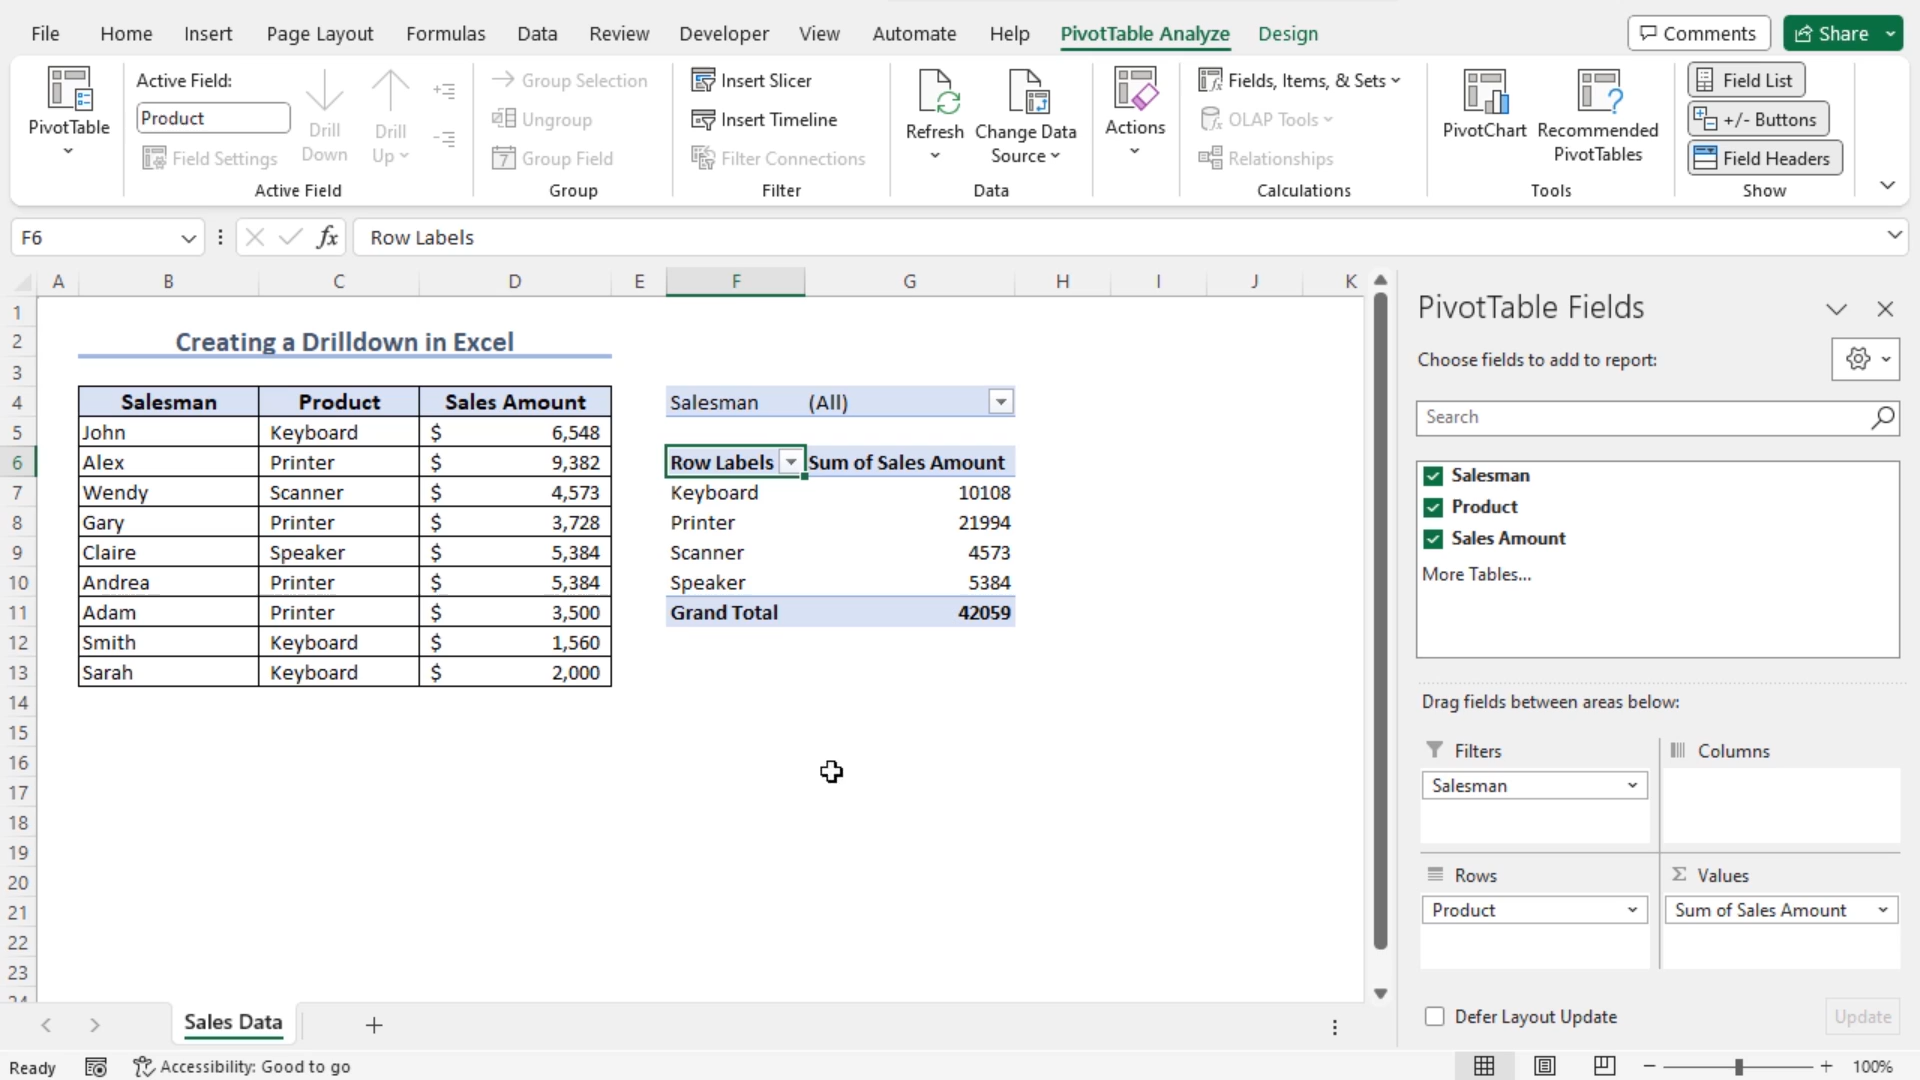 File Home Insert Page Layout Formulas Data Review Developer View Automate Help PivotTable Analyze Design Comments Share
PivotTable
Active Field:
Product
Field Settings
Drill Down
Drill Up
Active Field
Group Selection
Ungroup
7 Group Field
Group
Insert Slicer
Insert Timeline
Filter Connections
Filter
Refresh
Change Data Source
Data
Actions
Fields, Items, & Sets
OLAP Tools
Relationships
Calculations
PivotChart
Recommended PivotTables
Tools
Field List
+/- Buttons
Field Headers
Show
F6 fx Row Labels
A B C D E F G H I J K
1
2 Creating a Drilldown in Excel
3
4 Salesman Product Sales Amount Salesman (All)
5 John Keyboard $ 6,548
6 Alex Printer $ 9,382 Row Labels Sum of Sales Amount
7 Wendy Scanner $ 4,573 Keyboard 10108
8 Gary Printer $ 3,728 Printer 21994
9 Claire Speaker $ 5,384 Scanner 4573
10 Andrea Printer $ 5,384 Speaker 5384
11 Adam Printer $ 3,500 Grand Total 42059
12 Smith Keyboard $ 1,560
13 Sarah Keyboard $ 2,000
14
15
16
17
18
19
20
21
22
23
24
PivotTable Fields
Choose fields to add to report:
Search
Salesman
Product
Sales Amount
More Tables...
Drag fields between areas below:
Filters
Salesman
Columns
Rows
Product
Σ Values
Sum of Sales Amount
Defer Layout Update Update
Sales Data
Ready Accessibility: Good to go 100%